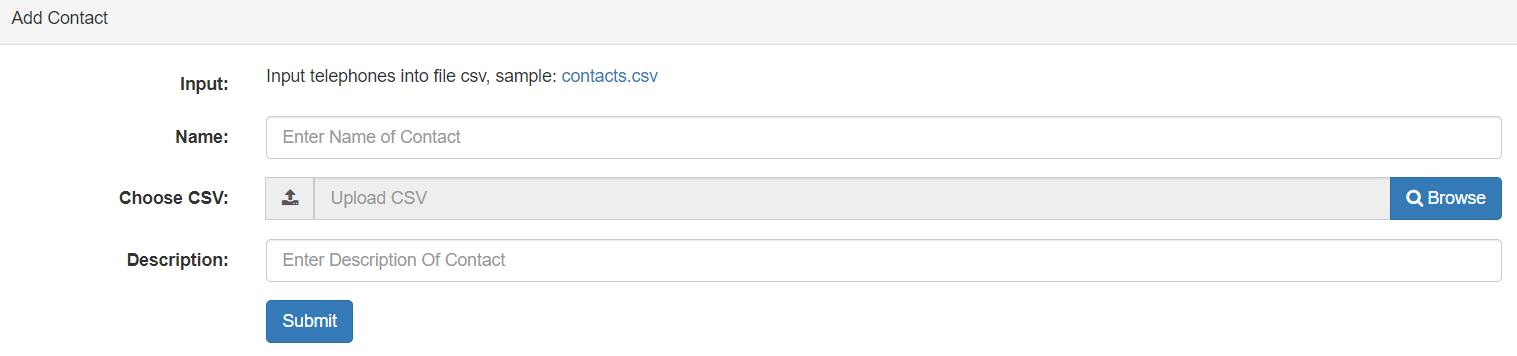 Add Contact
Input: Input telephones into file csv, sample: contacts.csv
Name: Enter Name of Contact
Choose CSV: Upload CSV Browse
Description: Enter Description Of Contact
Submit